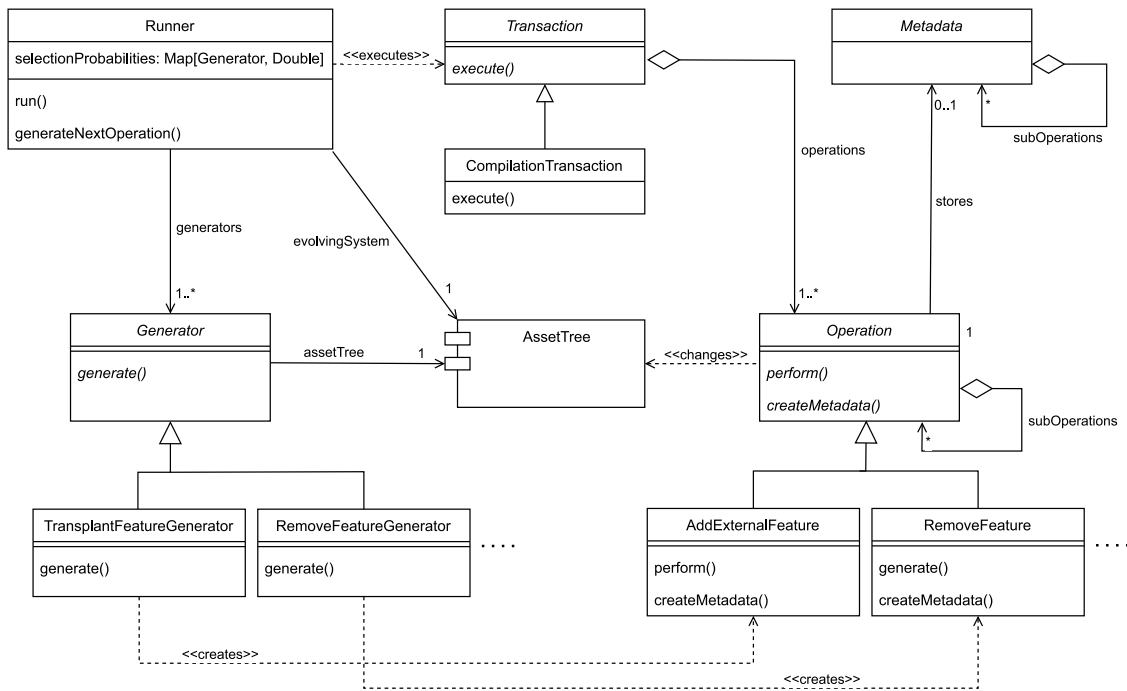 Runner
selectionProbabilities: Map[Generator, Double]
run()
generateNextOperation()
<<executes>>
Transaction
execute()
CompilationTransaction
execute()
Metadata
0..1
*
subOperations
operations
stores
generators
evolvingSystem
1..*
1
1..*
Generator
generate()
assetTree
1
AssetTree
<<changes>>
Operation
1
perform()
createMetadata()
*
subOperations
TransplantFeatureGenerator
generate()
RemoveFeatureGenerator
generate()
....
AddExternalFeature
perform()
createMetadata()
RemoveFeature
generate()
createMetadata()
....
<<creates>>
<<creates>>